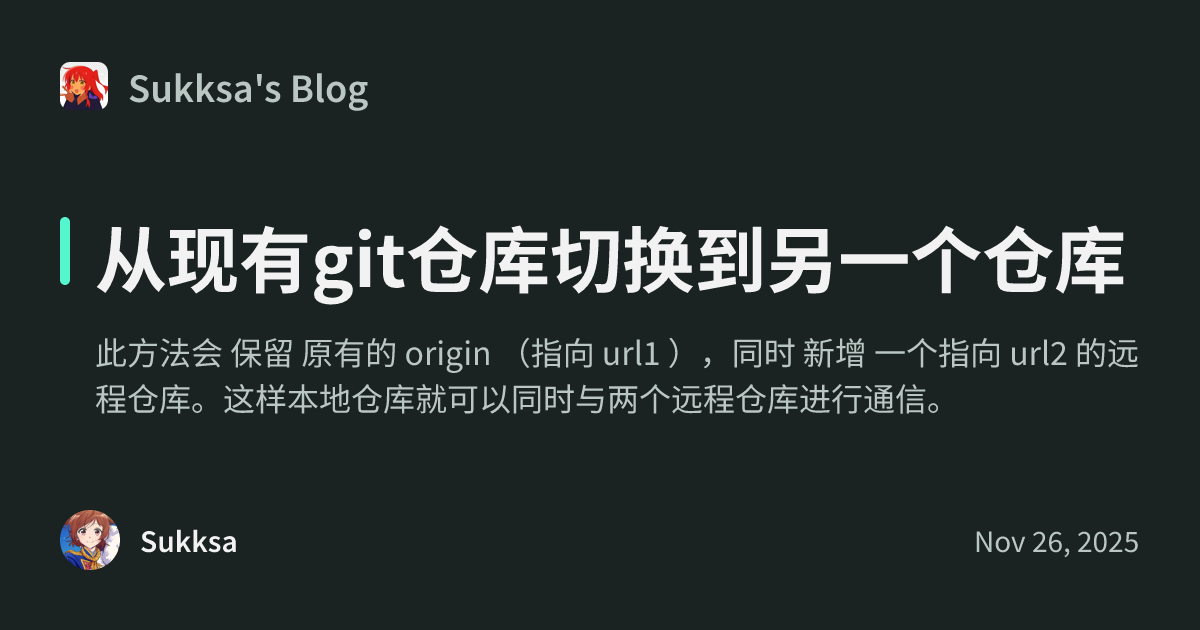 Sukksa's Blog
从现有git仓库切换到另一个仓库
此方法会 保留 原有的 origin （指向 url1 ），同时 新增 一个指向 url2 的远
程仓库。这样本地仓库就可以同时与两个远程仓库进行通信。
Sukksa
Nov 26, 2025